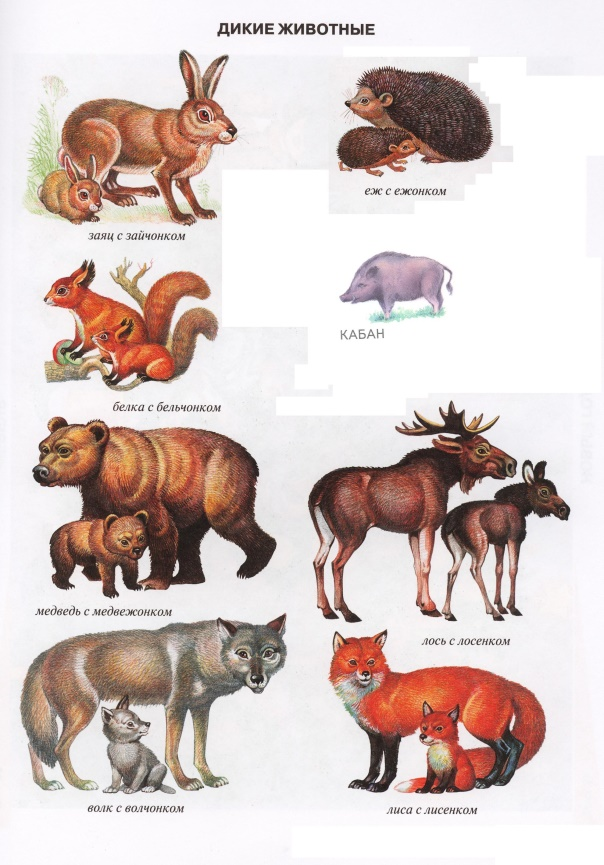 ДИКИЕ ЖИВОТНЫЕ
заяц с зайчонком
еж с ежонком
КАБАН
белка с бельчонком
медведь с медвежонком
лось с лосенком
волк с волчонком
лиса с лисенком